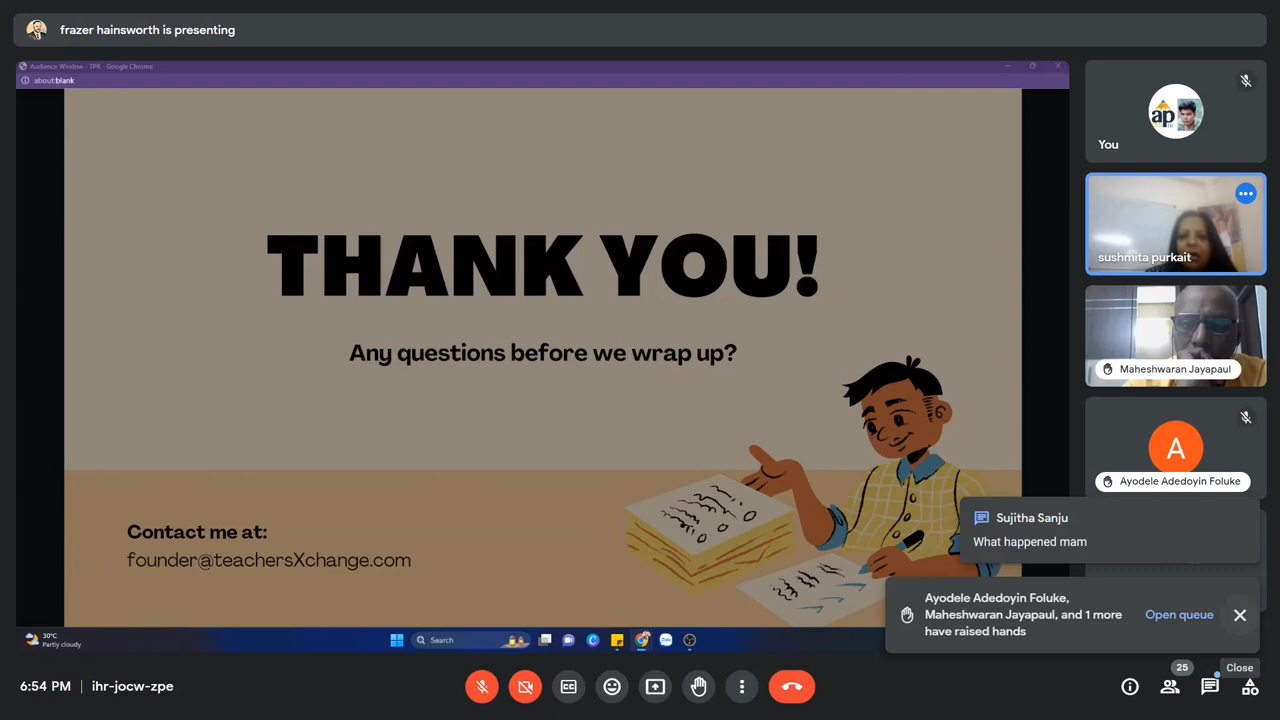 frazer hainsworth is presenting
Audience Window - TPR - Google Chrome
about:blank
THANK YOU!
Any questions before we wrap up?
Contact me at:
founder@teachersXchange.com
ap
You
sushmita purkait
Maheshwaran Jayapaul
A
Ayodele Adedoyin Foluke
Sujitha Sanju
What happened mam
Ayodele Adedoyin Foluke,
Maheshwaran Jayapaul, and 1 more
have raised hands
Open queue
Close
30°C
Partly cloudy
Search
6:54 PM | ihr-jocw-zpe
25